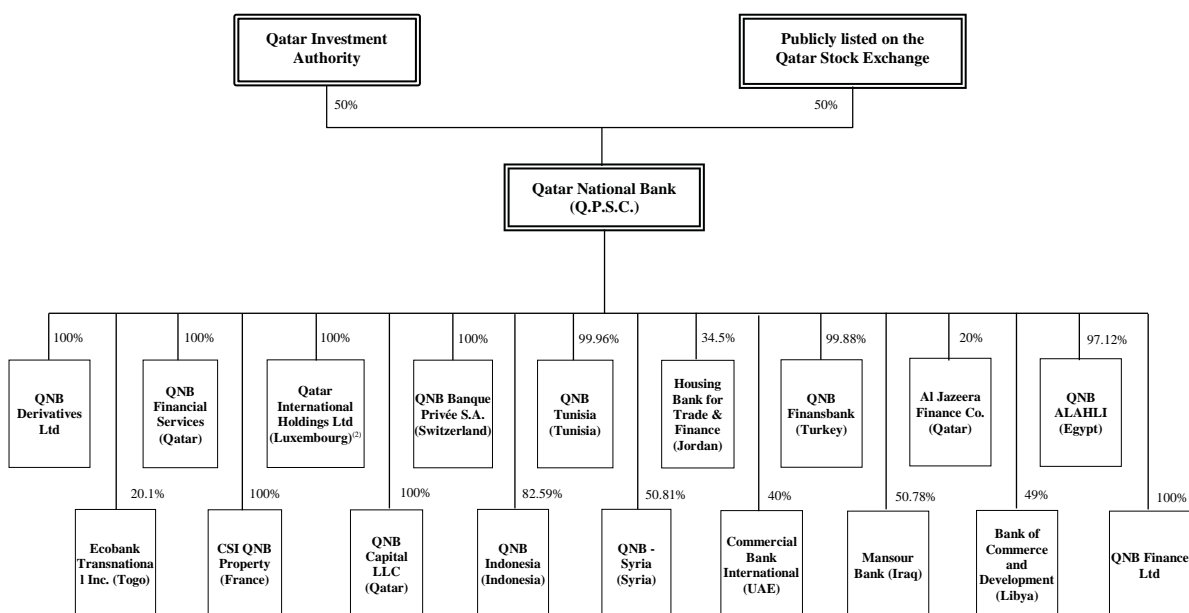 Qatar Investment
Authority
Publicly listed on the
Qatar Stock Exchange
50%
50%
Qatar National Bank
(Q.P.S.C.)
100%
100%
100%
100%
99.96%
34.5%
99.88%
20%
97.12%
QNB
Derivatives
Ltd
QNB
Financial
Services
(Qatar)
Qatar
International
Holdings Ltd
(Luxembourg)(2)
QNB Banque
Privée S.A.
(Switzerland)
QNB
Tunisia
(Tunisia)
Housing
Bank for
Trade &
Finance
(Jordan)
QNB
Finansbank
(Turkey)
Al Jazeera
Finance Co.
(Qatar)
QNB
ALAHLI
(Egypt)
20.1%
100%
100%
82.59%
50.81%
40%
50.78%
49%
100%
Ecobank
Transnationa
l Inc. (Togo)
CSI QNB
Property
(France)
QNB
Capital
LLC
(Qatar)
QNB
Indonesia
(Indonesia)
QNB -
Syria
(Syria)
Commercial
Bank
International
(UAE)
Mansour
Bank (Iraq)
Bank of
Commerce
and
Development
(Libya)
QNB Finance
Ltd